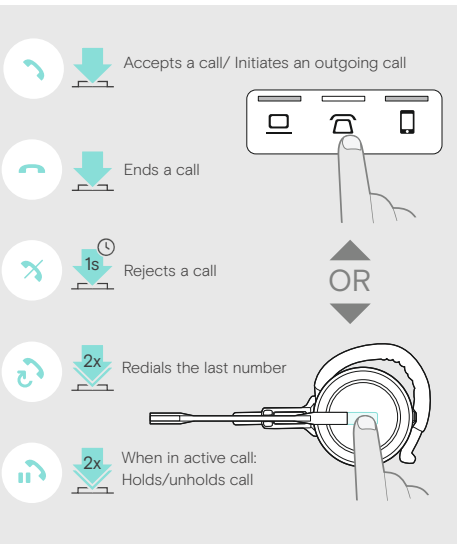 Accepts a call/ Initiates an outgoing call
Ends a call
1s
Rejects a call
OR
2x
Redials the last number
2x
When in active call:
Holds/unholds call